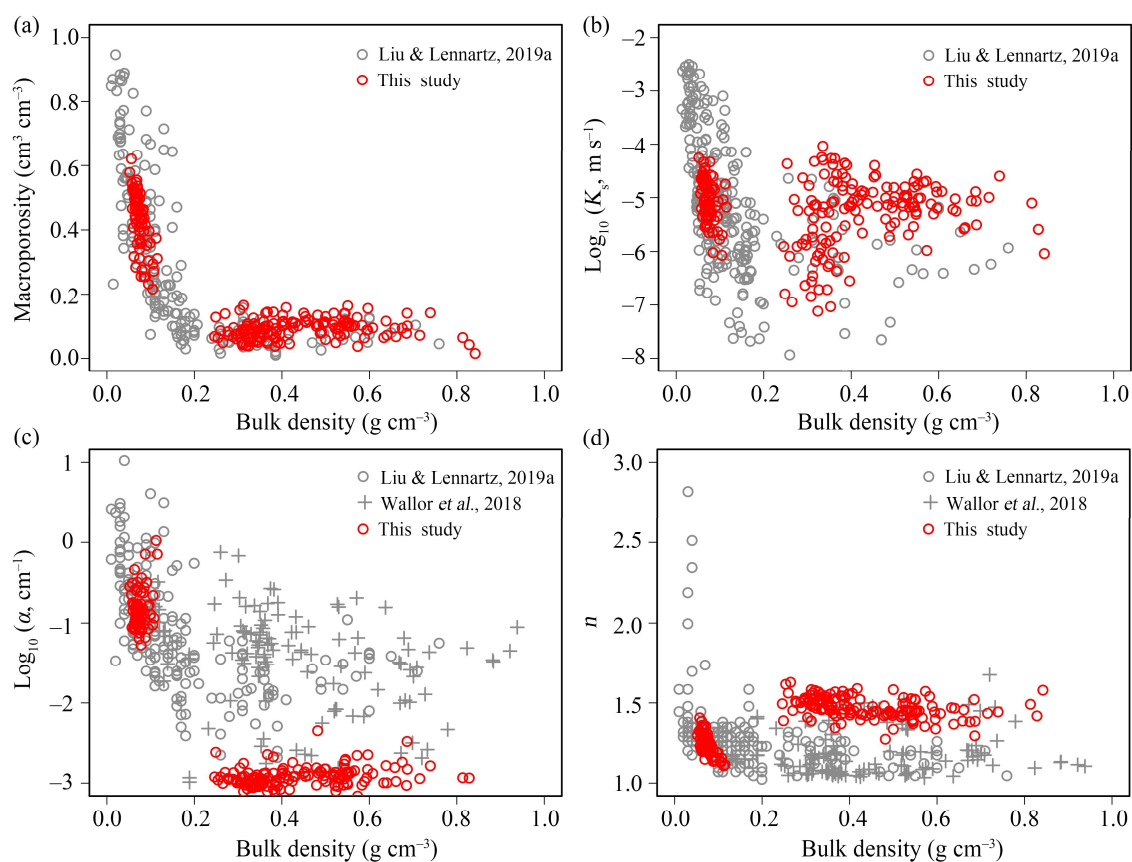 (a)
Macroporosity (cm³ cm⁻³)
1.0
0.8
0.6
0.4
0.2
0.0
Liu & Lennartz, 2019a
This study
0.0 0.2 0.4 0.6 0.8 1.0
Bulk density (g cm⁻³)
(b)
Log₁₀ (Kₛ, m s⁻¹)
−2
−3
−4
−5
−6
−7
−8
Liu & Lennartz, 2019a
This study
0.0 0.2 0.4 0.6 0.8 1.0
Bulk density (g cm⁻³)
(c)
Log₁₀ (α, cm⁻¹)
1
0
−1
−2
−3
Liu & Lennartz, 2019a
Wallor et al., 2018
This study
0.0 0.2 0.4 0.6 0.8 1.0
Bulk density (g cm⁻³)
(d)
n
3.0
2.5
2.0
1.5
1.0
Liu & Lennartz, 2019a
Wallor et al., 2018
This study
0.0 0.2 0.4 0.6 0.8 1.0
Bulk density (g cm⁻³)